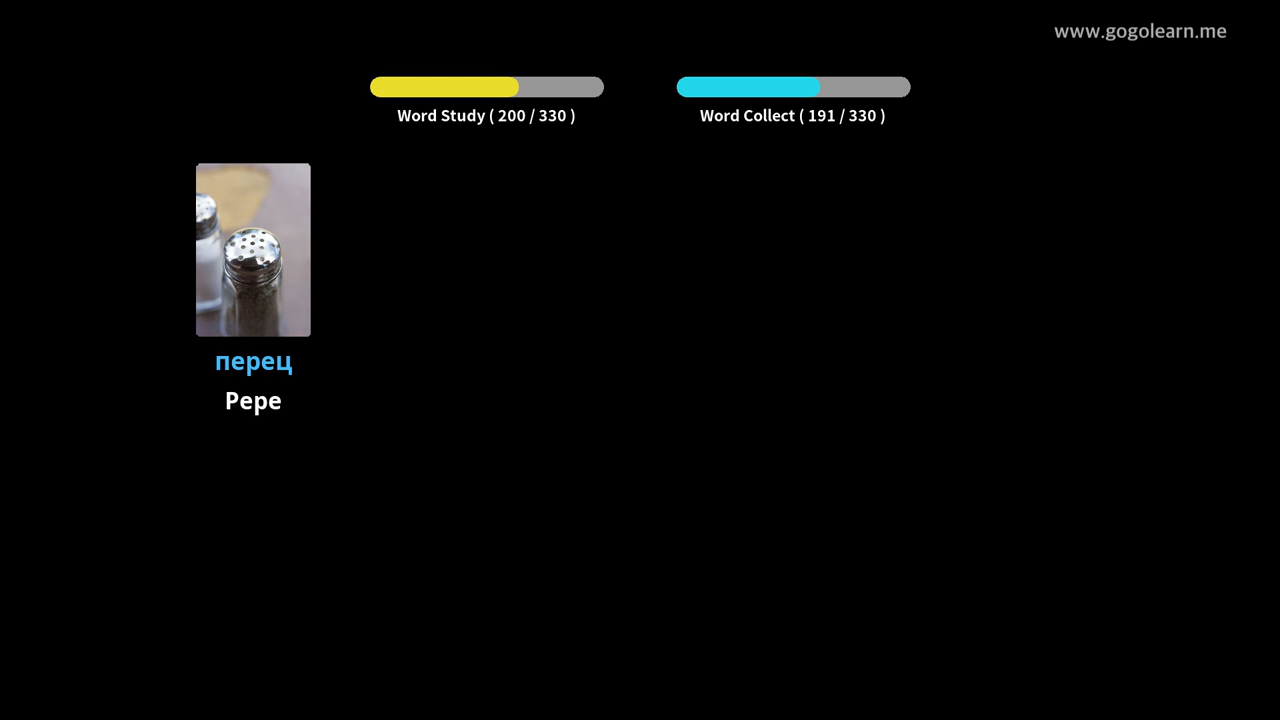 www.gogolearn.me
Word Study ( 200 / 330 )
Word Collect ( 191 / 330 )
перец
Pepe